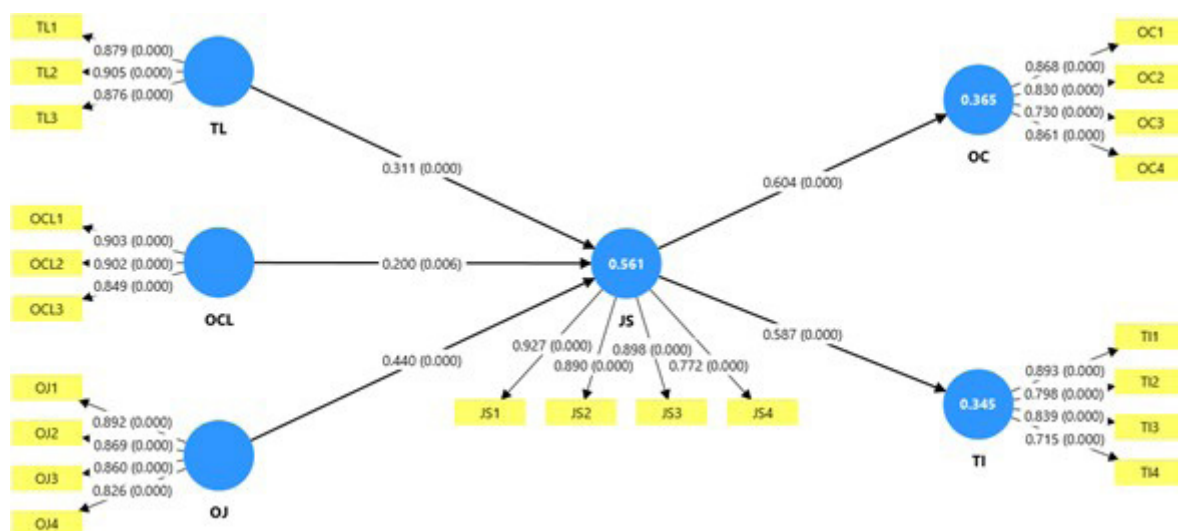 TL1
TL2
TL3
0.879 (0.000)
0.905 (0.000)
0.876 (0.000)
TL
0.311 (0.000)
OCL1
OCL2
OCL3
0.903 (0.000)
0.902 (0.000)
0.849 (0.000)
OCL
0.200 (0.006)
OJ1
OJ2
OJ3
OJ4
0.892 (0.000)
0.869 (0.000)
0.860 (0.000)
0.826 (0.000)
OJ
0.440 (0.000)
0.561
JS
0.927 (0.000)
0.890 (0.000)
0.898 (0.000)
0.772 (0.000)
JS1
JS2
JS3
JS4
0.604 (0.000)
0.365
OC
0.868 (0.000)
0.830 (0.000)
0.730 (0.000)
0.861 (0.000)
OC1
OC2
OC3
OC4
0.587 (0.000)
0.345
TI
0.893 (0.000)
0.798 (0.000)
0.839 (0.000)
0.715 (0.000)
TI1
TI2
TI3
TI4